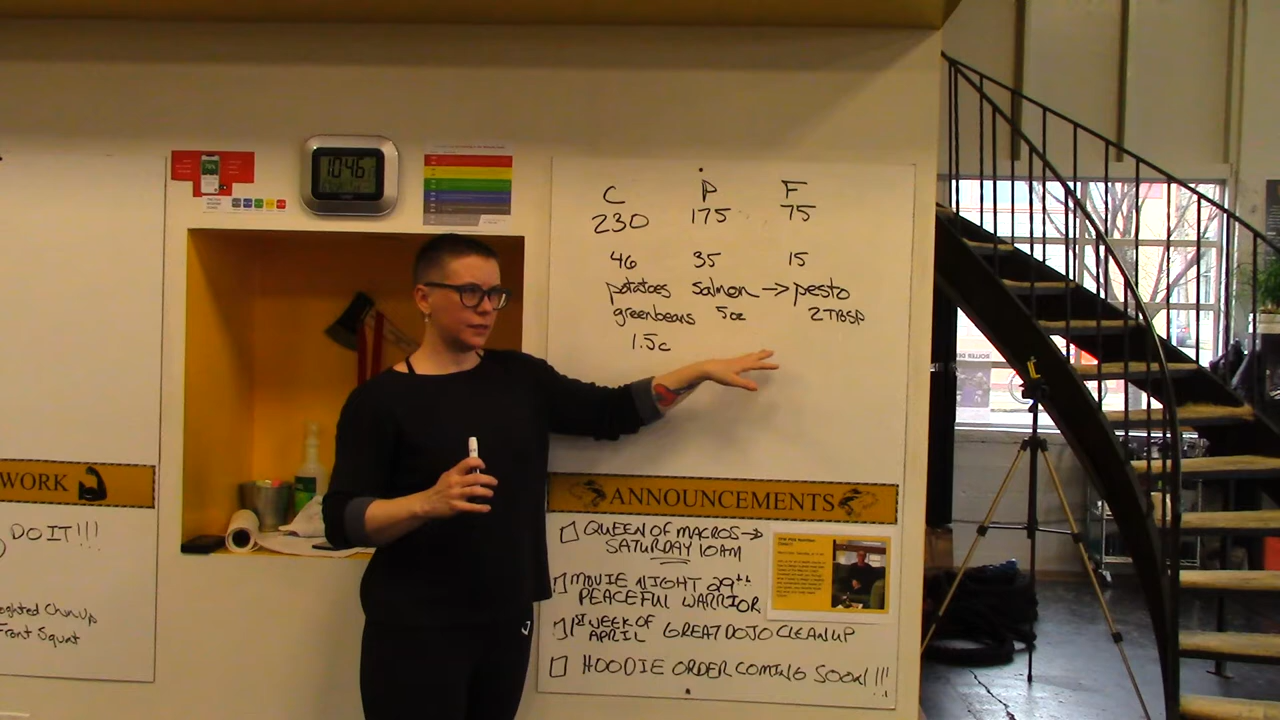 10:46
C P F
230 175 75
46 35 15
potatoes salmon → pesto
greenbeans 5oz 2TBSP
1.5c
WORK
DO IT!!!
Chinup
Front Squat
ANNOUNCEMENTS
QUEEN OF MACROS →
SATURDAY 10AM
MOVIE NIGHT 29th
PEACEFUL WARRIOR
1st WEEK OF
APRIL GREAT DOJO CLEANUP
HOODIE ORDER COMING SOON!!!